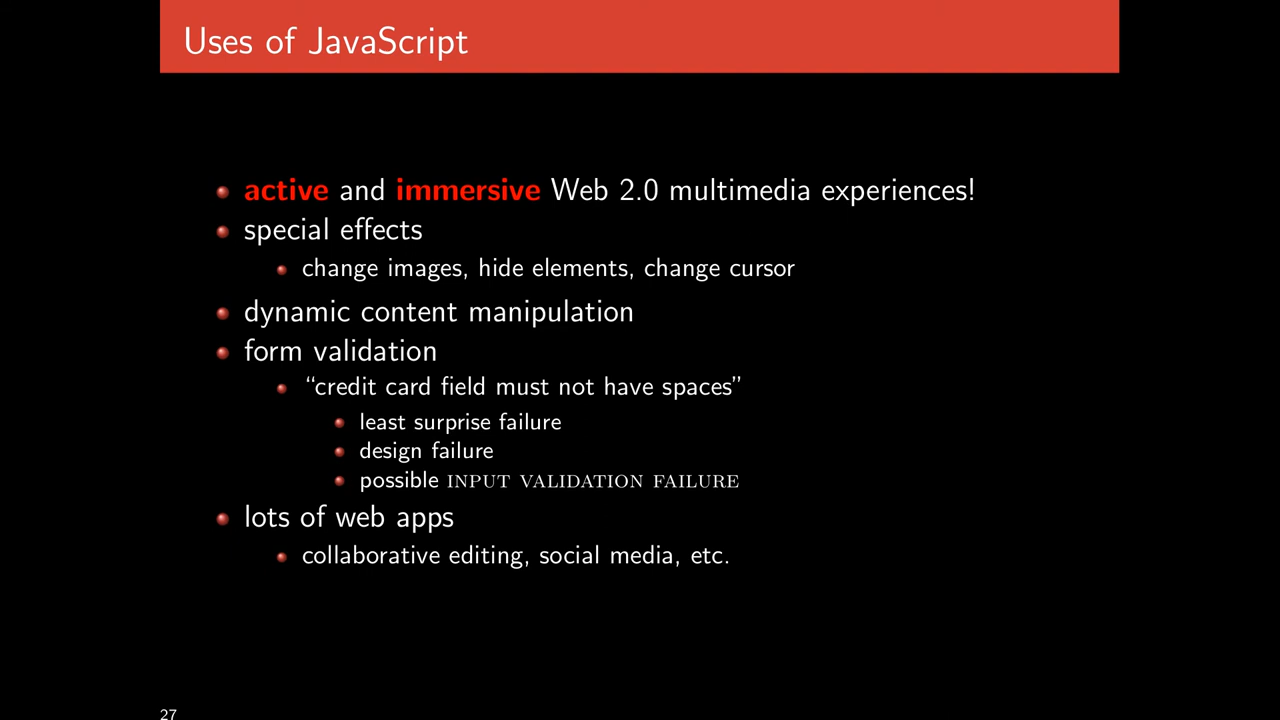 Uses of JavaScript
active and immersive Web 2.0 multimedia experiences!
special effects
change images, hide elements, change cursor
dynamic content manipulation
form validation
“credit card field must not have spaces”
least surprise failure
design failure
possible INPUT VALIDATION FAILURE
lots of web apps
collaborative editing, social media, etc.
27